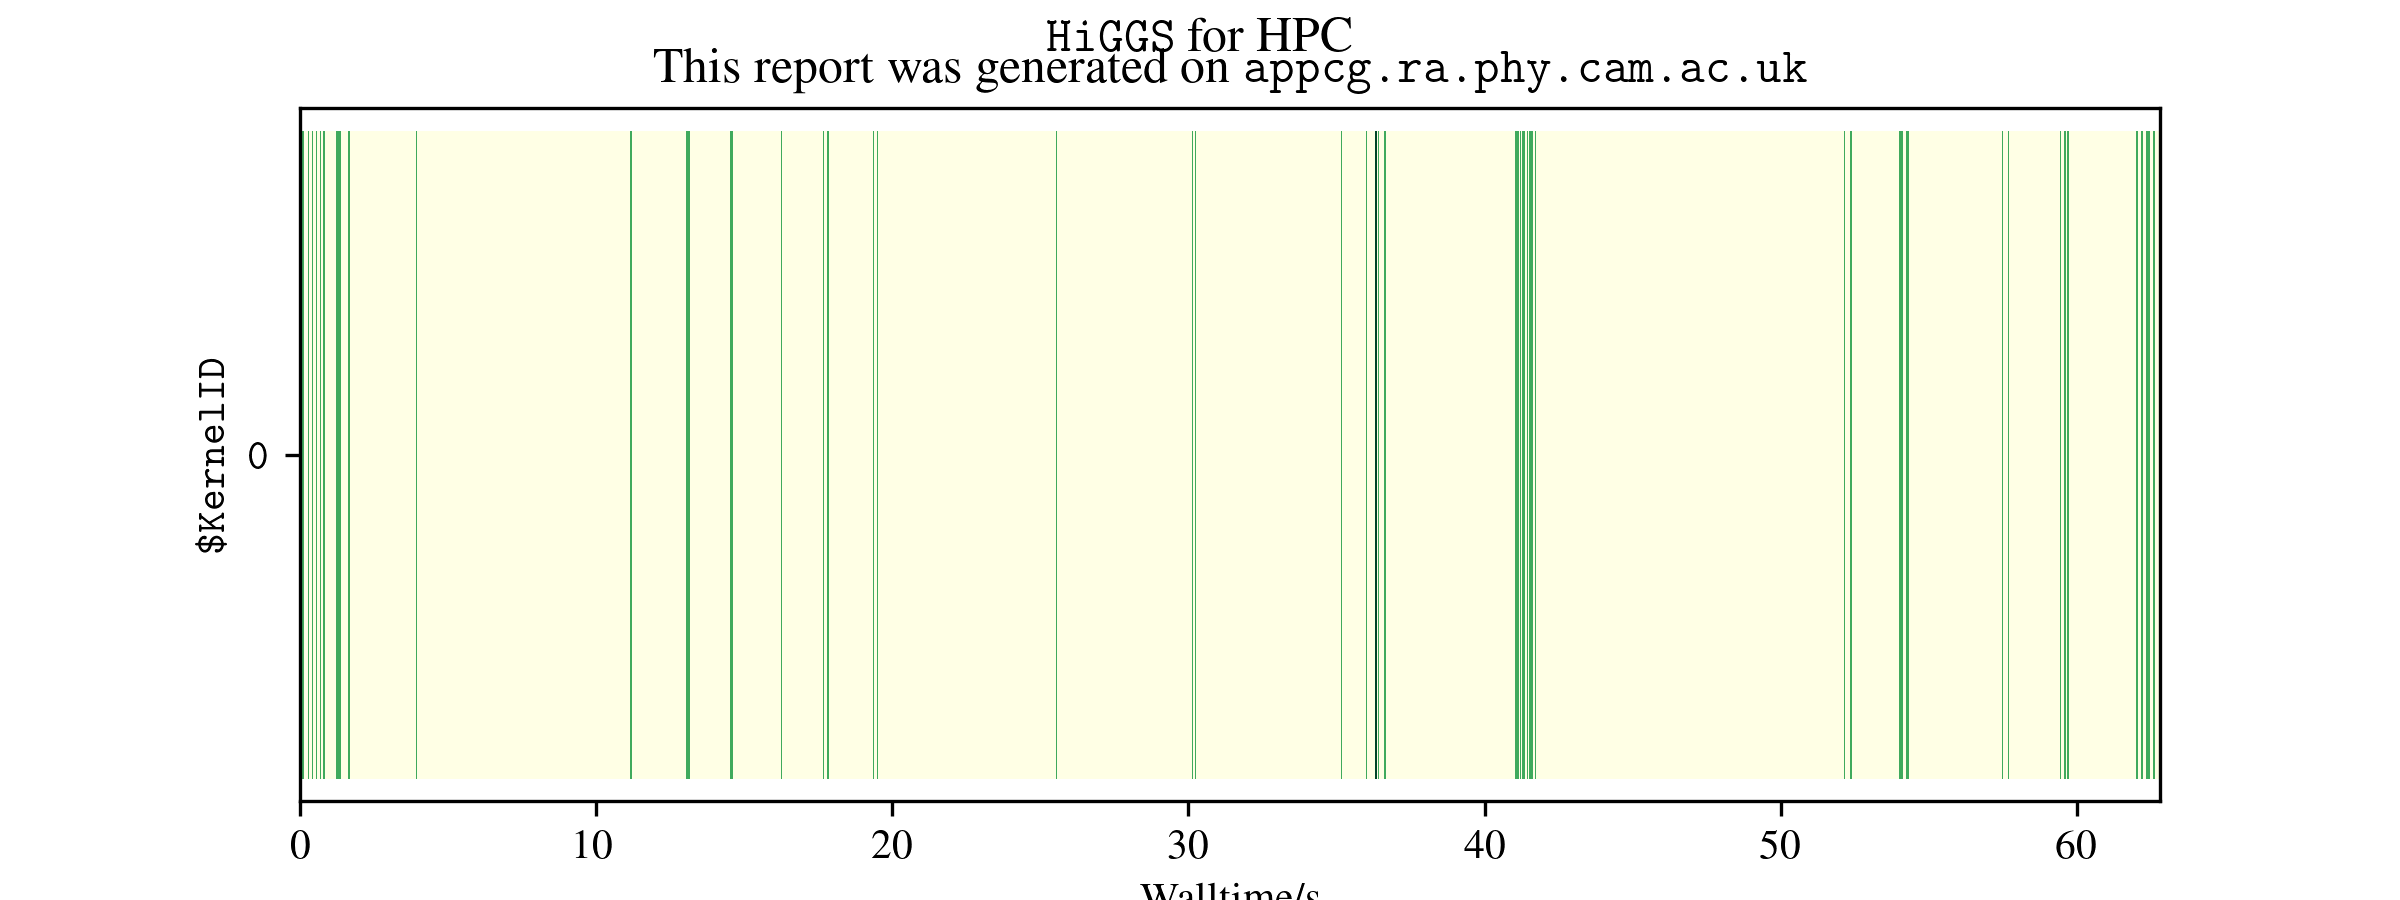 HiGGS for HPC
This report was generated on appcg.ra.phy.cam.ac.uk
$KernelID
0
0 10 20 30 40 50 60
Walltime/s